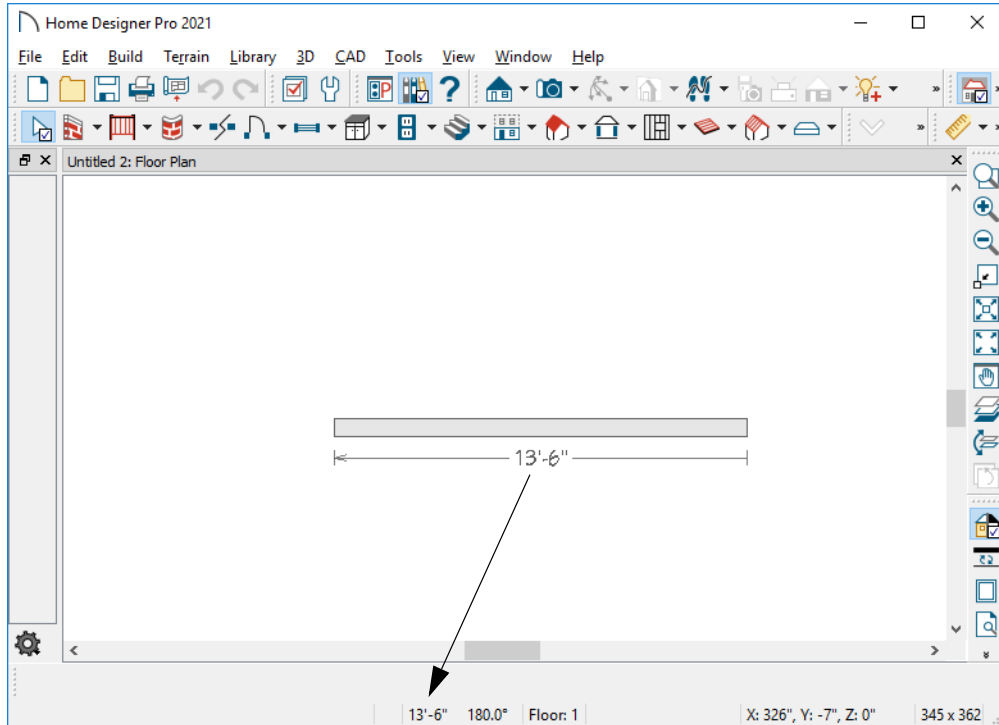 Home Designer Pro 2021
File Edit Build Terrain Library 3D CAD Tools View Window Help
Untitled 2: Floor Plan
13'-6"
13'-6" 180.0° Floor: 1 X: 326", Y: -7", Z: 0" 345 x 362